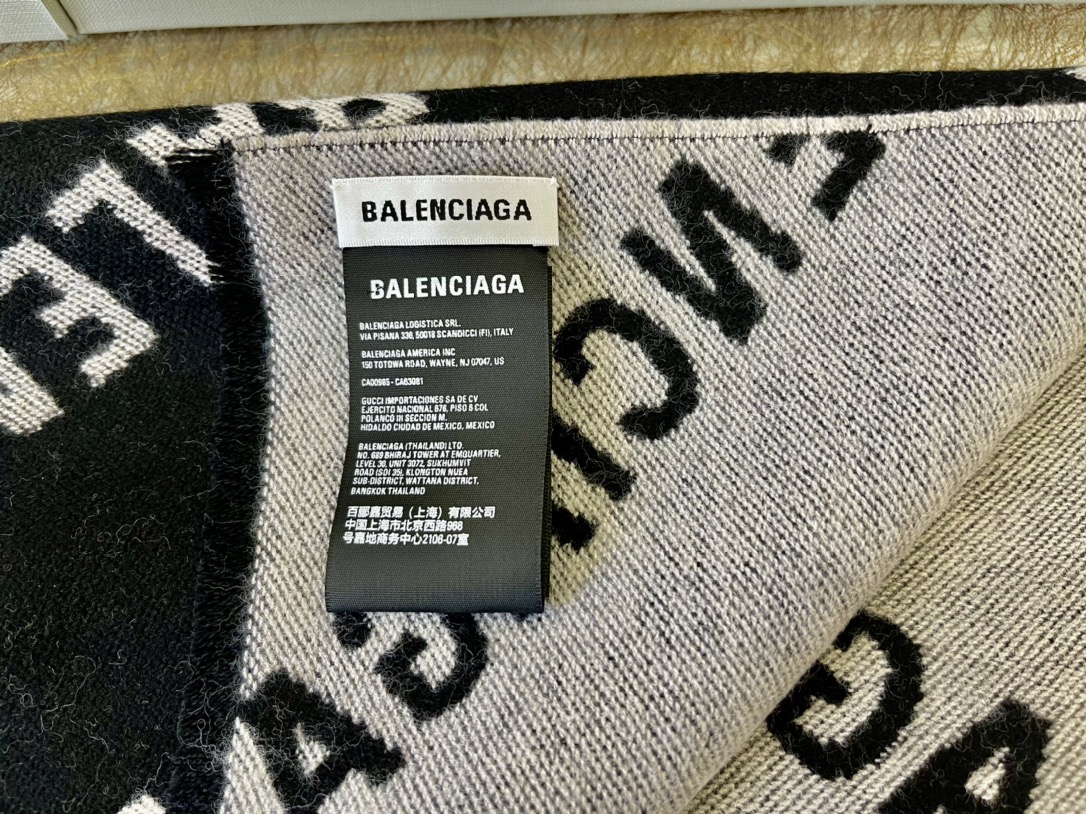 BALENCIAGA
BALENCIAGA
BALENCIAGA LOGISTICA SRL.
VIA PISANA 336, 50018 SCANDICCI (FI), ITALY
BALENCIAGA AMERICA INC
150 TOTOWA ROAD, WAYNE, NJ 07047, US
CA00985 - CA63081
GUCCI IMPORTACIONES SA DE CV
EJERCITO NACIONAL 676, PISO 6 COL
POLANCO III SECCION M.
HIDALDO CIUDAD DE MEXICO, MEXICO
BALENCIAGA (THAILAND) LTD.
NO. 689 BHIRAJ TOWER AT EMQUARTIER,
LEVEL 30, UNIT 3072, SUKHUMVIT
ROAD (SOI 35), KLONGTON NUEA
SUB-DISTRICT, WATTANA DISTRICT,
BANGKOK THAILAND
百郦嘉贸易（上海）有限公司
中国上海市北京西路968
号嘉地商务中心2106-07室